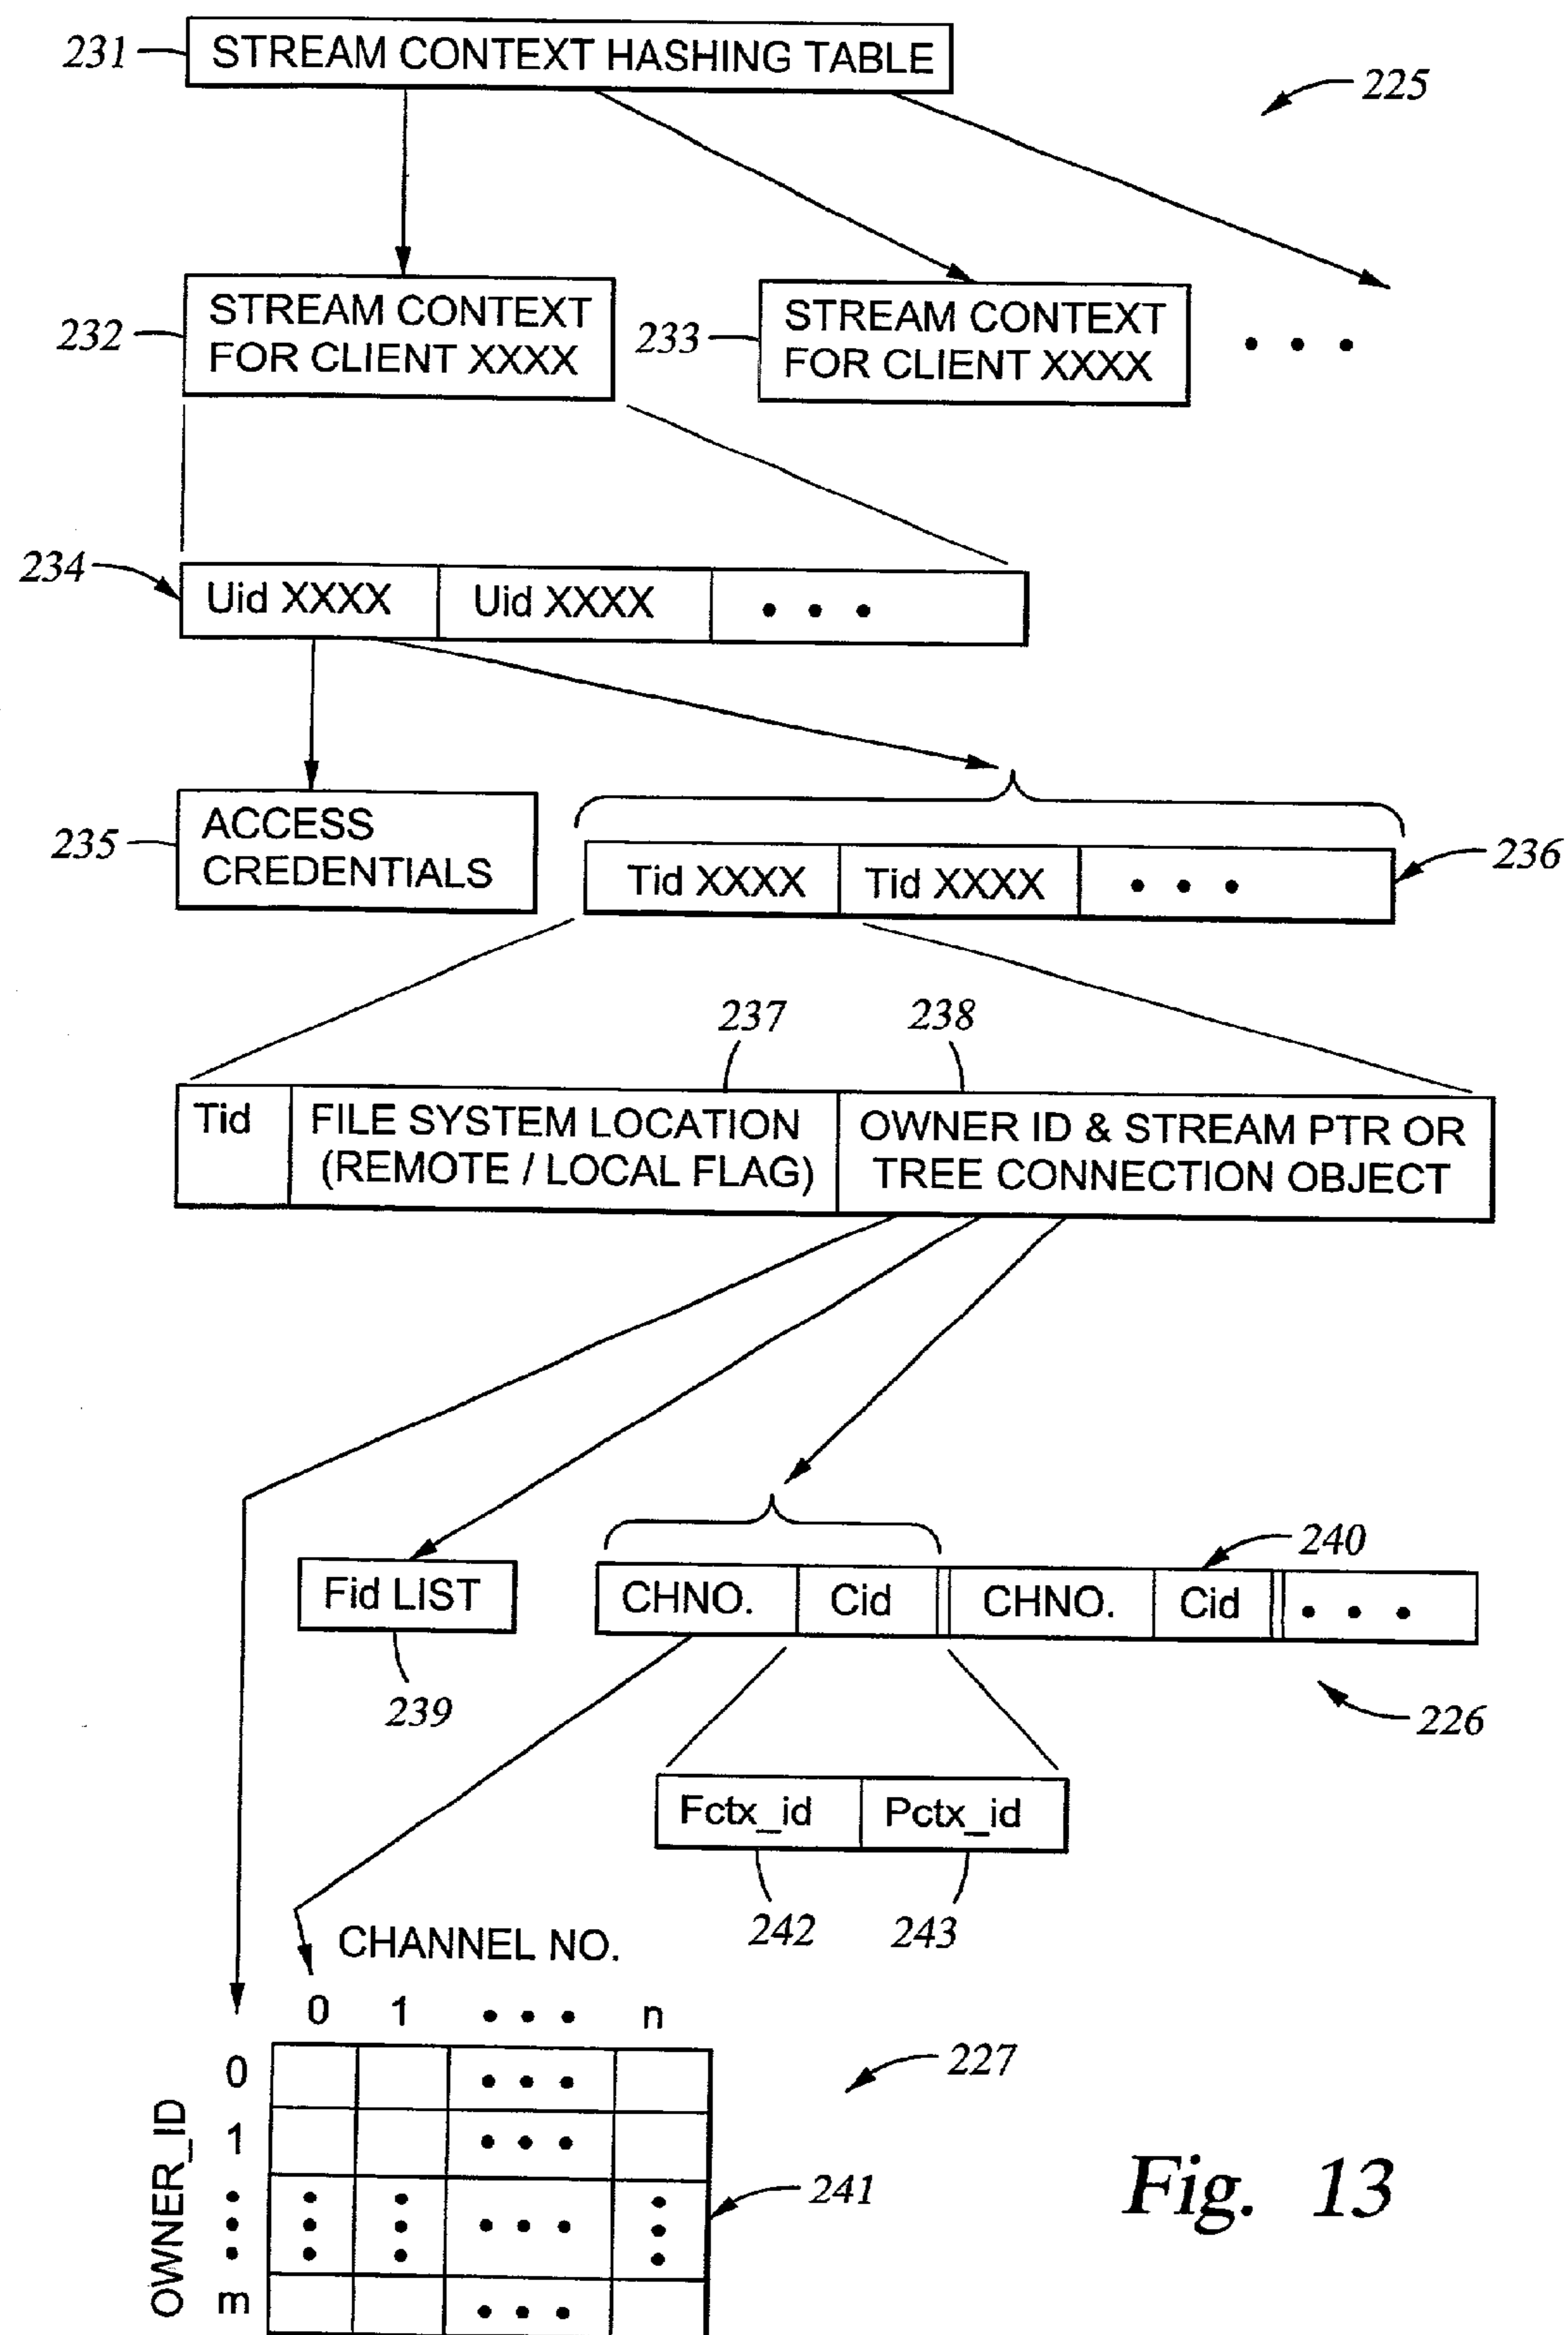 231
STREAM CONTEXT HASHING TABLE
225
232
STREAM CONTEXT
FOR CLIENT XXXX
233
STREAM CONTEXT
FOR CLIENT XXXX
• • •
234
Uid XXXX
Uid XXXX
• • •
235
ACCESS
CREDENTIALS
Tid XXXX
Tid XXXX
• • •
236
237
238
Tid
FILE SYSTEM LOCATION
(REMOTE / LOCAL FLAG)
OWNER ID & STREAM PTR OR
TREE CONNECTION OBJECT
240
Fid LIST
CHNO.
Cid
CHNO.
Cid
• • •
239
226
Fctx_id
Pctx_id
242
243
CHANNEL NO.
0 1 • • • n
227
OWNER_ID
0
• • •
1
• • •
241
• • •
m
• • •
Fig. 13